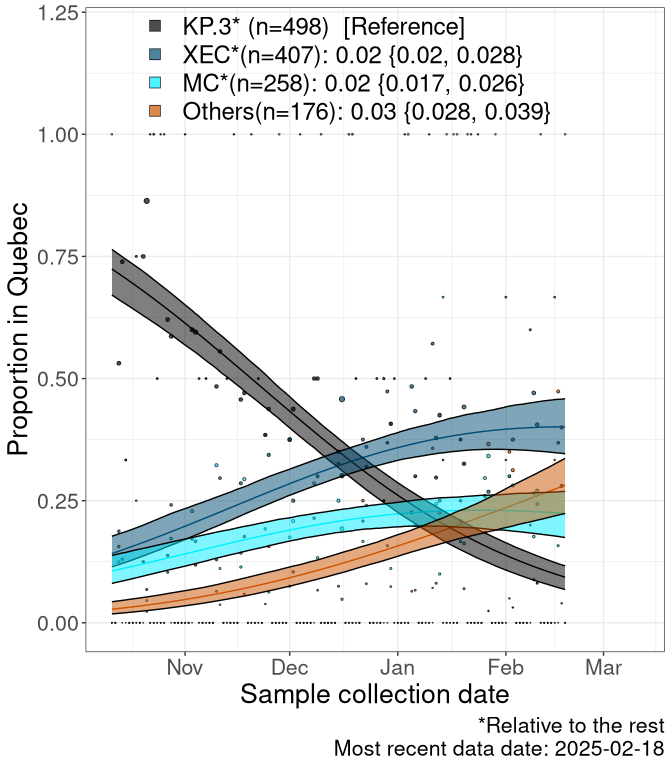 KP.3* (n=498)  [Reference]
XEC*(n=407): 0.02 {0.02, 0.028}
MC*(n=258): 0.02 {0.017, 0.026}
Others(n=176): 0.03 {0.028, 0.039}
1.25
1.00
0.75
0.50
0.25
0.00
Proportion in Quebec
Nov Dec Jan Feb Mar
Sample collection date
*Relative to the rest
Most recent data date: 2025-02-18